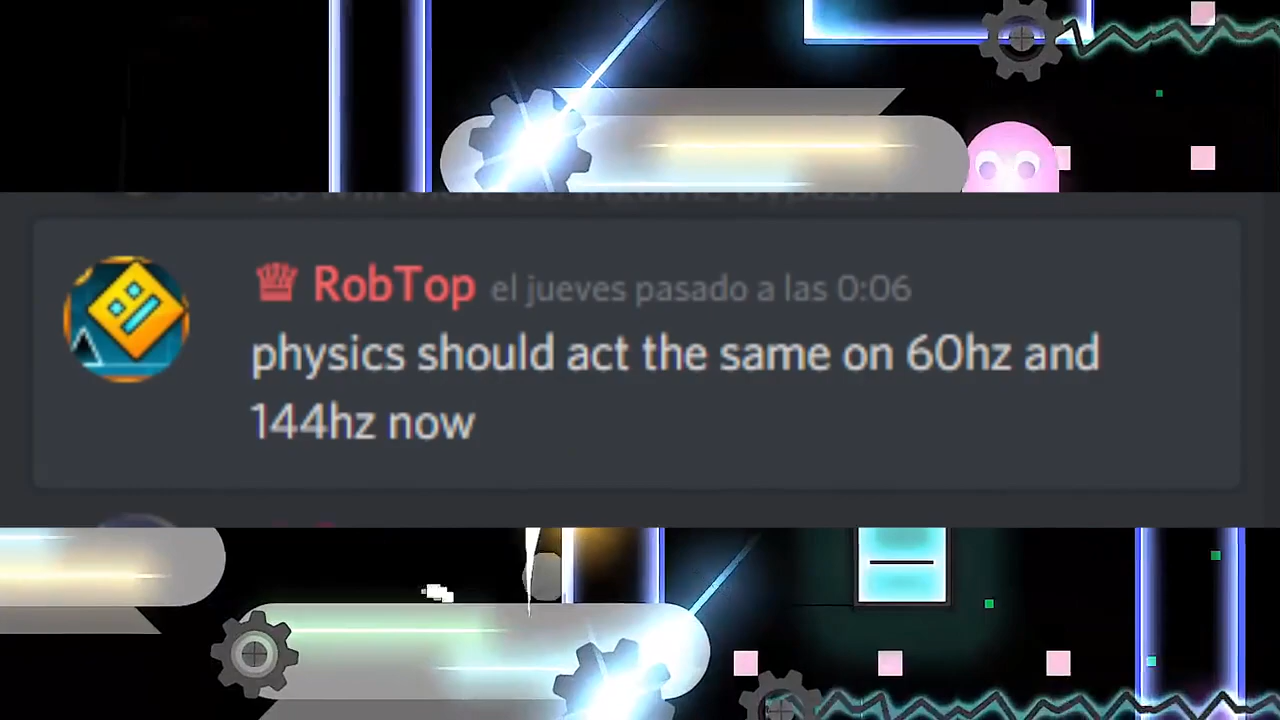 RobTop el jueves pasado a las 0:06
physics should act the same on 60hz and
144hz now